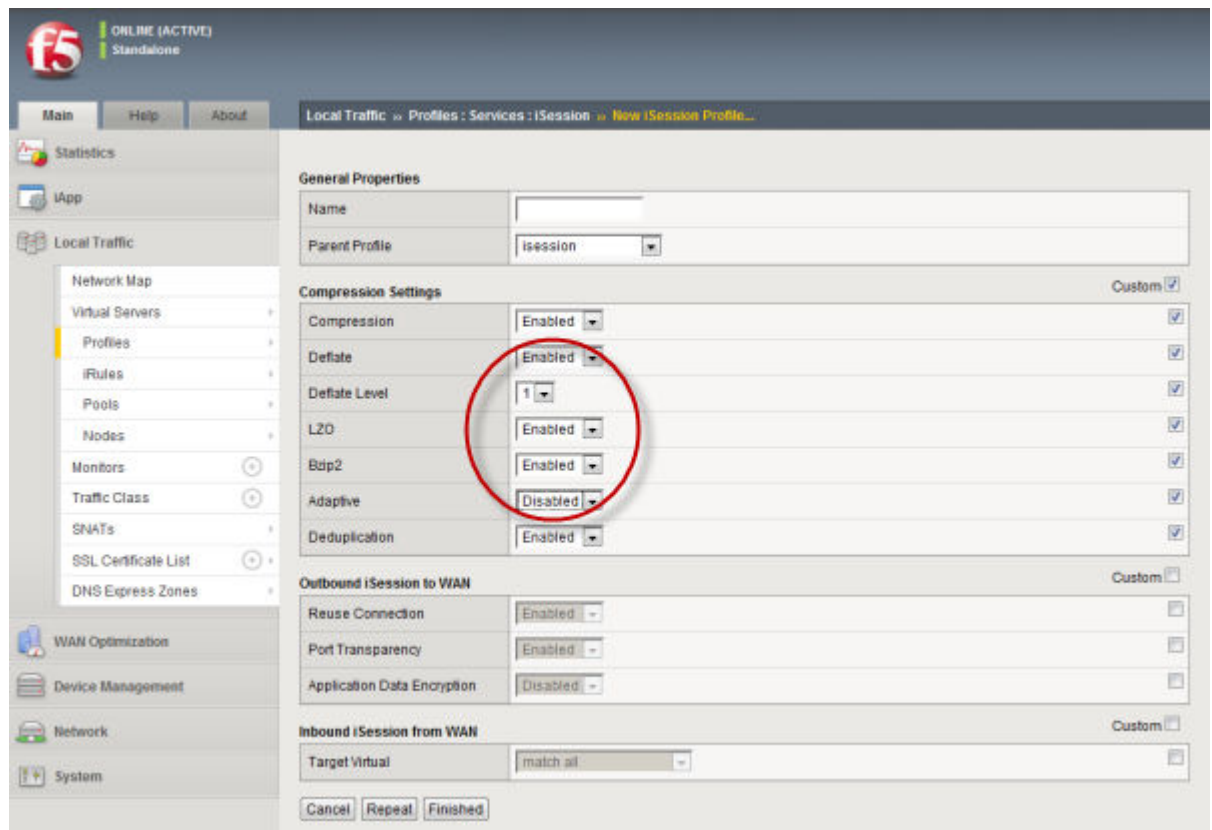 f5
ONLINE (ACTIVE)
Standalone
Main Help About
Local Traffic ›› Profiles : Services : iSession ›› New iSession Profile...
Statistics
iApp
Local Traffic
Network Map
Virtual Servers
Profiles
iRules
Pools
Nodes
Monitors
Traffic Class
SNATs
SSL Certificate List
DNS Express Zones
WAN Optimization
Device Management
Network
System
General Properties
Name
Parent Profile isession
Compression Settings Custom
Compression Enabled
Deflate Enabled
Deflate Level 1
LZO Enabled
Bzip2 Enabled
Adaptive Disabled
Deduplication Enabled
Outbound iSession to WAN Custom
Reuse Connection Enabled
Port Transparency Enabled
Application Data Encryption Disabled
Inbound iSession from WAN Custom
Target Virtual match all
Cancel Repeat Finished